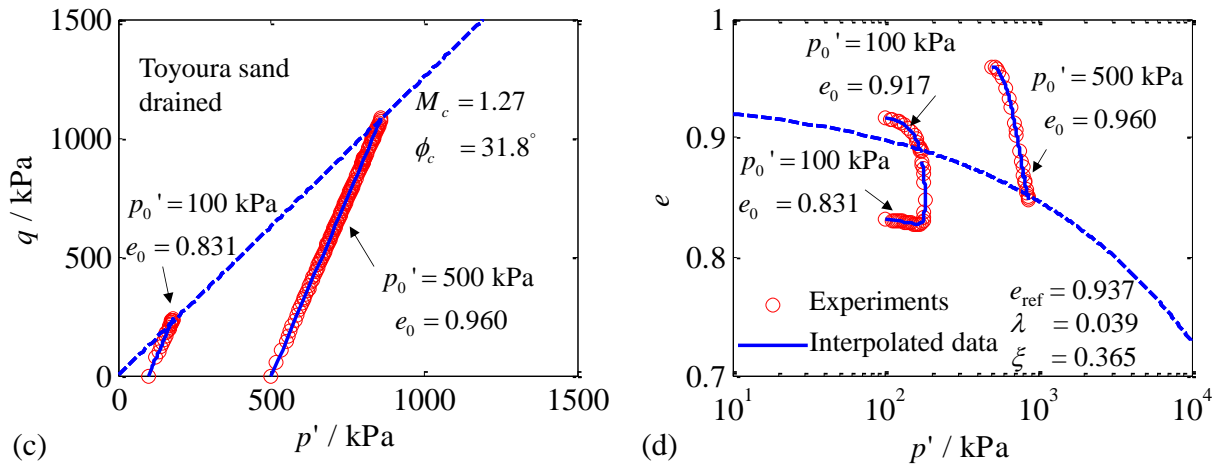 1500
1000
500
0
q / kPa
Toyoura sand
drained
M_c = 1.27
ϕ_c = 31.8°
p_0' = 100 kPa
e_0 = 0.831
p_0' = 500 kPa
e_0 = 0.960
0 500 1000 1500
p' / kPa
(c)
1
0.9
0.8
0.7
e
p_0' = 100 kPa
e_0 = 0.917
p_0' = 500 kPa
e_0 = 0.960
p_0' = 100 kPa
e_0 = 0.831
Experiments
Interpolated data
e_ref = 0.937
λ = 0.039
ξ = 0.365
10^1 10^2 10^3 10^4
p' / kPa
(d)